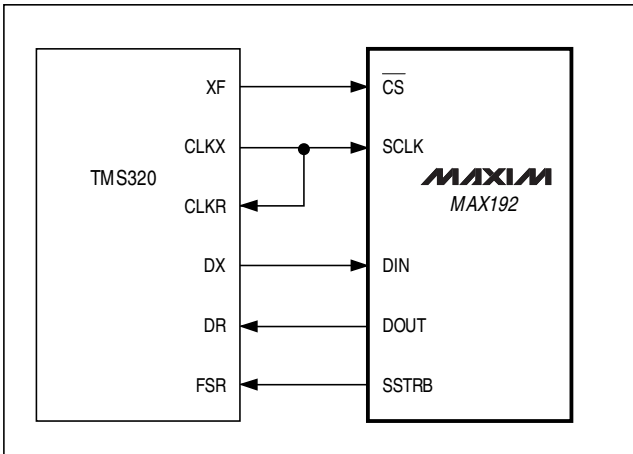 XF
CS
CLKX
SCLK
TMS320
MAXIM
MAX192
CLKR
DX
DIN
DR
DOUT
FSR
SSTRB